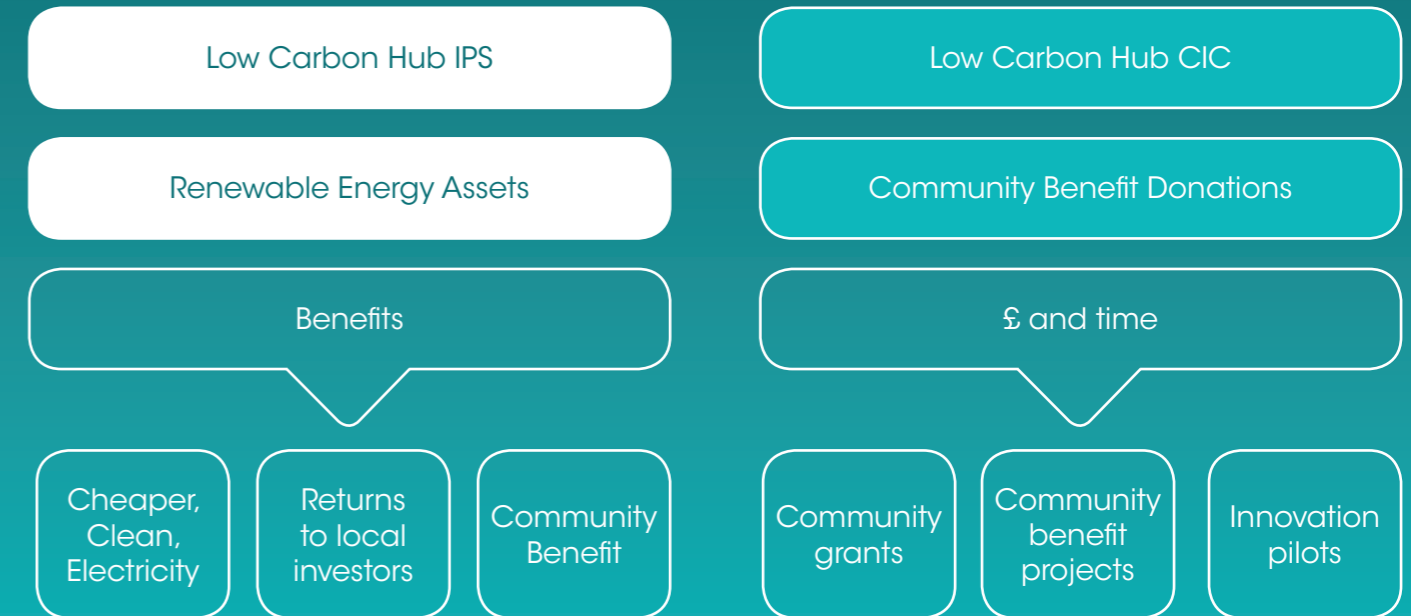 Low Carbon Hub IPS
Renewable Energy Assets
Benefits
Cheaper,
Clean,
Electricity
Returns
to local
investors
Community
Benefit
Low Carbon Hub CIC
Community Benefit Donations
£ and time
Community
grants
Community
benefit
projects
Innovation
pilots